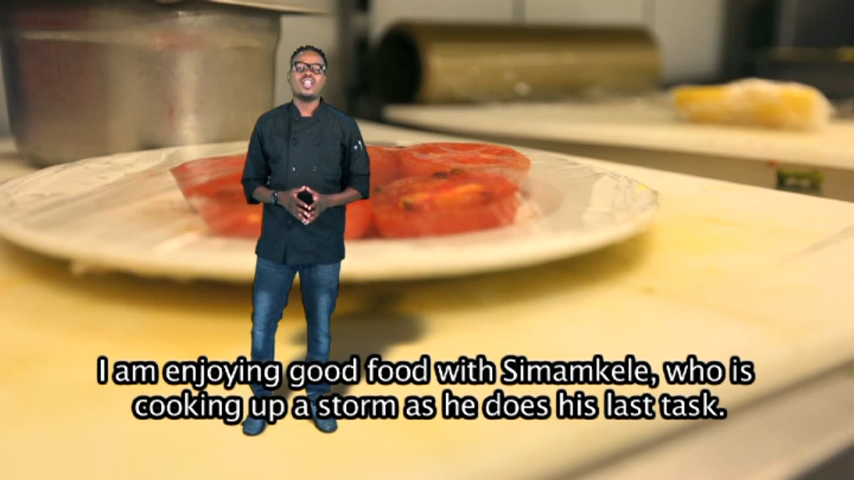 I am enjoying good food with Simamkele, who is
cooking up a storm as he does his last task.